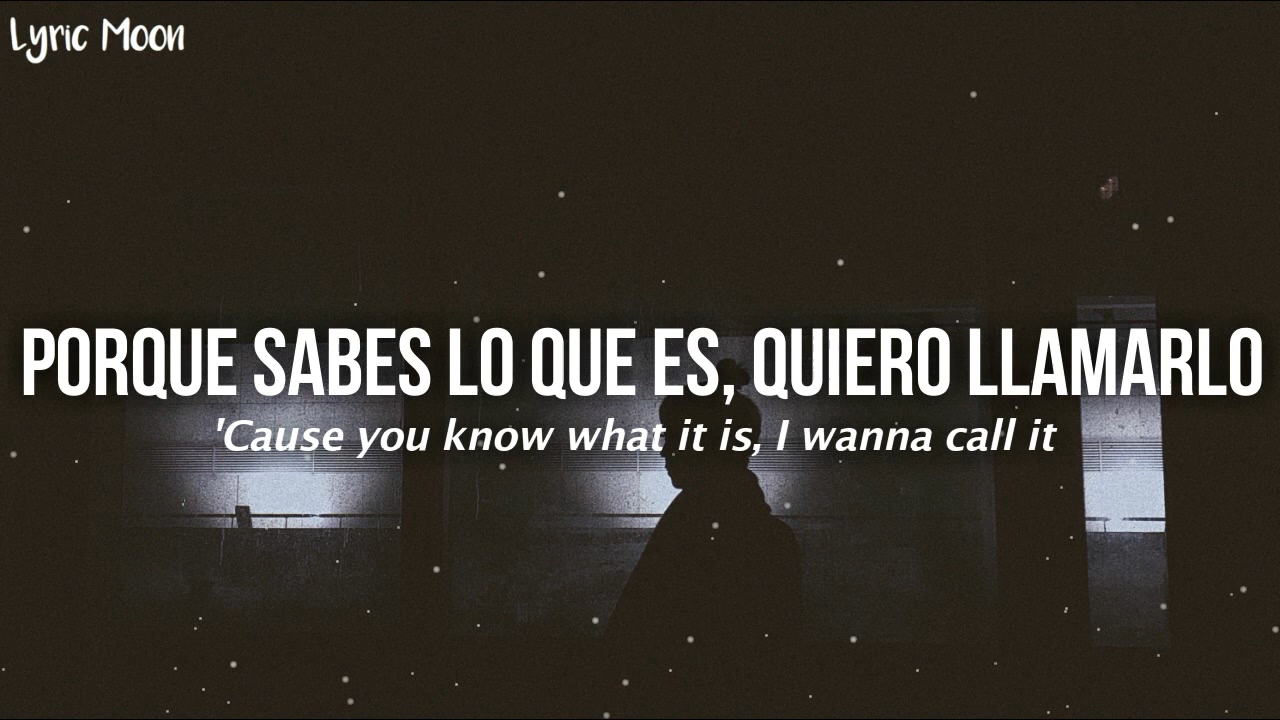 Lyric Moon
PORQUE SABES LO QUE ES, QUIERO LLAMARLO
'Cause you know what it is, I wanna call it